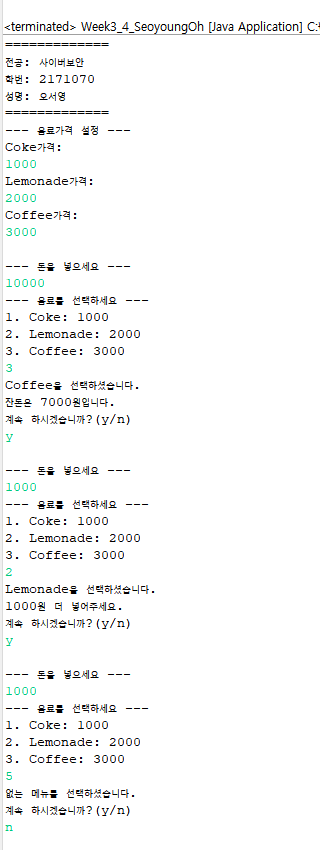 <terminated> Week3_4_SeoyoungOh [Java Application] C:\
=============
전공: 사이버보안
학번: 2171070
성명: 오서영
=============
--- 음료가격 설정 ---
Coke가격:
1000
Lemonade가격:
2000
Coffee가격:
3000
--- 돈을 넣으세요 ---
10000
--- 음료를 선택하세요 ---
1. Coke: 1000
2. Lemonade: 2000
3. Coffee: 3000
3
Coffee을 선택하셨습니다.
잔돈은 7000원입니다.
계속 하시겠습니까?(y/n)
y
--- 돈을 넣으세요 ---
1000
--- 음료를 선택하세요 ---
1. Coke: 1000
2. Lemonade: 2000
3. Coffee: 3000
2
Lemonade을 선택하셨습니다.
1000원 더 넣어주세요.
계속 하시겠습니까?(y/n)
y
--- 돈을 넣으세요 ---
1000
--- 음료를 선택하세요 ---
1. Coke: 1000
2. Lemonade: 2000
3. Coffee: 3000
5
없는 메뉴를 선택하셨습니다.
계속 하시겠습니까?(y/n)
n